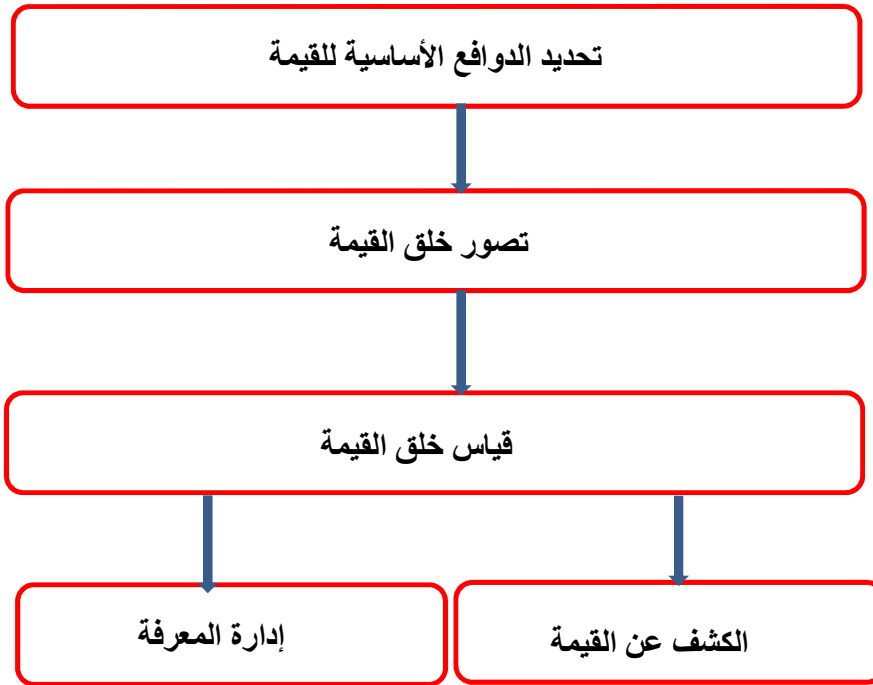 تحديد الدوافع الأساسية للقيمة
تصور خلق القيمة
قياس خلق القيمة
الكشف عن القيمة
إدارة المعرفة